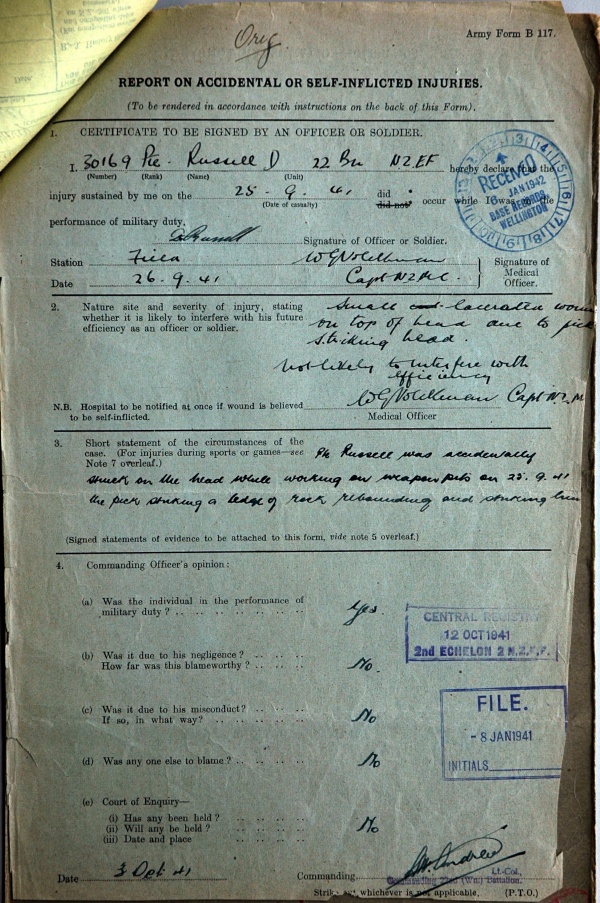 Orig.
Army Form B 117.
REPORT ON ACCIDENTAL OR SELF-INFLICTED INJURIES.
(To be rendered in accordance with instructions on the back of this Form).
1. CERTIFICATE TO BE SIGNED BY AN OFFICER OR SOLDIER.
I, 30169 Pte. Russell D 22 Bn N.Z.EF hereby declare that the
(Number) (Rank) (Name) (Unit)
injury sustained by me on the 25. 9. 41 did occur while I was on the
(Date of casualty) did not
performance of military duty.
RECEIVED
JAN 1942
BASE RECORDS
WELLINGTON
D Russell Signature of Officer or Soldier.
Station Field
Date 26. 9. 41 Capt N.Z.M.C. Signature of Medical Officer.
2. Nature site and severity of injury, stating whether it is likely to interfere with his future efficiency as an officer or soldier.
Small lacerated wound
on top of head due to pick
striking head.
not likely to interfere with
efficiency
N.B. Hospital to be notified at once if wound is believed to be self-inflicted.
Capt N.Z.M
Medical Officer
3. Short statement of the circumstances of the case. (For injuries during sports or games—see Note 7 overleaf.)
Pte Russell was accidentally
struck on the head while working on weapon pits on 25. 9. 41
the pick striking a ledge of rock rebounding and striking him
(Signed statements of evidence to be attached to this form, vide note 5 overleaf.)
4. Commanding Officer's opinion:
(a) Was the individual in the performance of military duty? .. Yes.
(b) Was it due to his negligence? How far was this blameworthy? No.
CENTRAL REGISTRY
12 OCT 1941
2nd ECHELON 2 N.Z.E.F.
(c) Was it due to his misconduct? If so, in what way? No
FILE.
- 8 JAN 1941
INITIALS
(d) Was any one else to blame? No
(e) Court of Enquiry—
(i) Has any been held?
(ii) Will any be held? No
(iii) Date and place
Date 3 Oct 41 Commanding Andrew Lt-Col.,
Commanding 22nd (Wn.) Battalion.
Strike out whichever is not applicable. (P.T.O.)